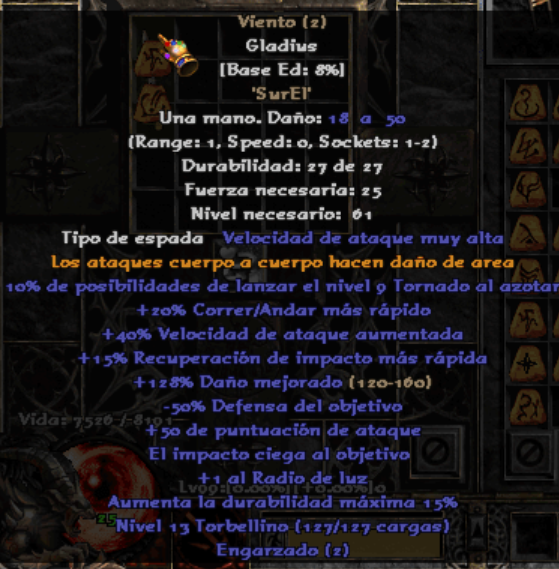 Viento (2)
Gladius
[Base Ed: 8%]
'SurEl'
Una mano. Daño: 18 a 50
(Range: 1, Speed: 0, Sockets: 1-2)
Durabilidad: 27 de 27
Fuerza necesaria: 25
Nivel necesario: 61
Tipo de espada Velocidad de ataque muy alta
Los ataques cuerpo a cuerpo hacen daño de area
10% de posibilidades de lanzar el nivel 9 Tornado al azotar
+20% Correr/Andar más rápido
+40% Velocidad de ataque aumentada
+15% Recuperación de impacto más rápida
+128% Daño mejorado (120-160)
-50% Defensa del objetivo
Vida: 7526 / 8191
+50 de puntuación de ataque
El impacto ciega al objetivo
+1 al Radio de luz
Aumenta la durabilidad máxima 15%
25
Nivel 13 Torbellino (127/127 cargas)
Engarzado (2)